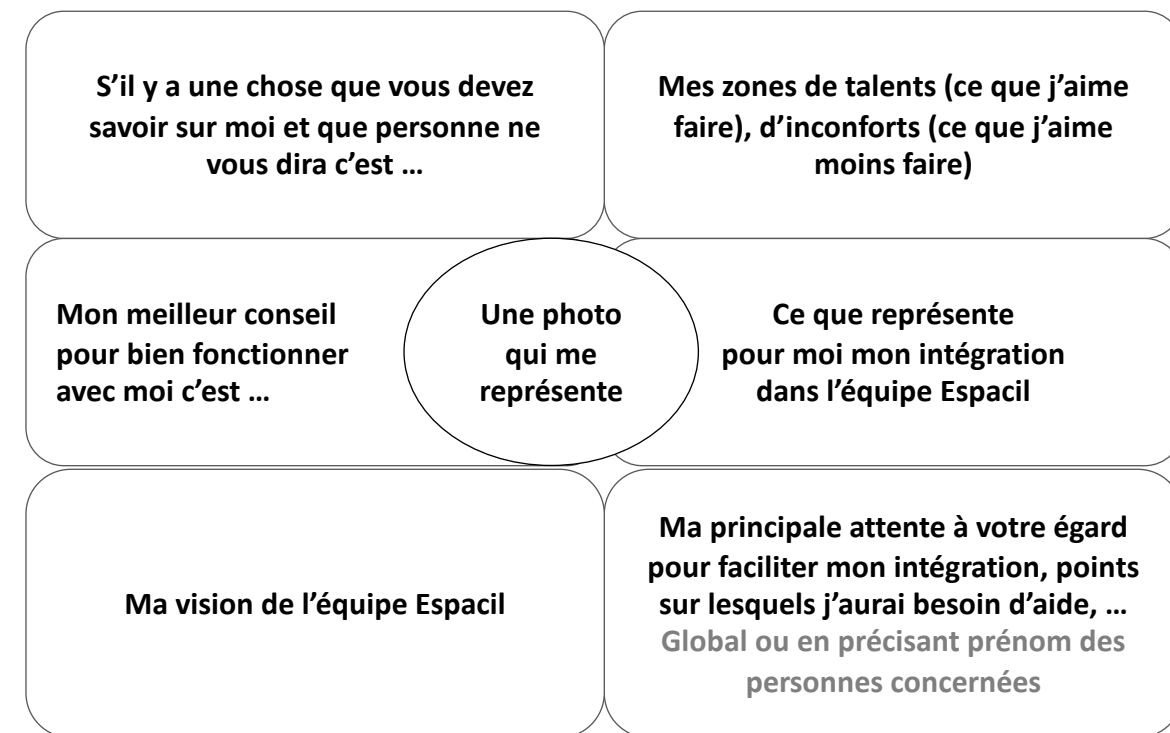 S’il y a une chose que vous devez
savoir sur moi et que personne ne
vous dira c’est …
Mes zones de talents (ce que j’aime
faire), d’inconforts (ce que j’aime
moins faire)
Mon meilleur conseil
pour bien fonctionner
avec moi c’est …
Une photo
qui me
représente
Ce que représente
pour moi mon intégration
dans l’équipe Espacil
Ma vision de l’équipe Espacil
Ma principale attente à votre égard
pour faciliter mon intégration, points
sur lesquels j’aurai besoin d’aide, …
Global ou en précisant prénom des
personnes concernées